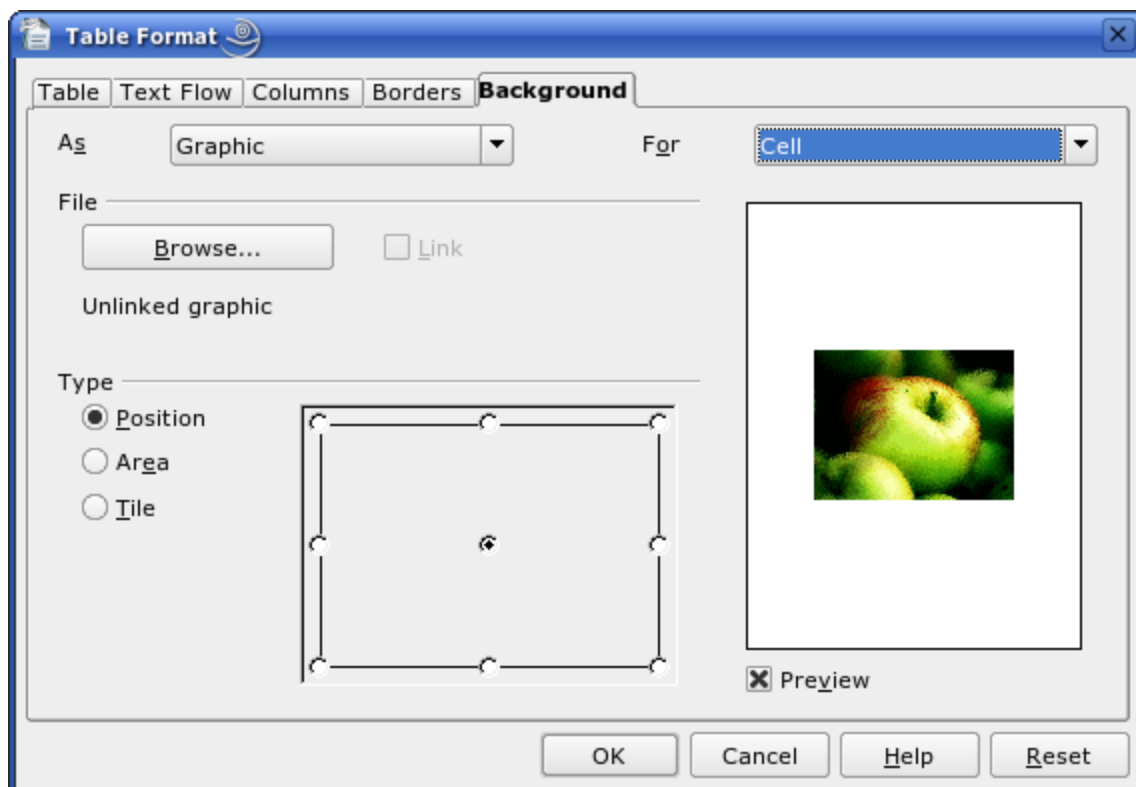 Table Format
Table Text Flow Columns Borders Background
As Graphic For Cell
File
Browse... Link
Unlinked graphic
Type
Position
Area
Tile
Preview
OK Cancel Help Reset